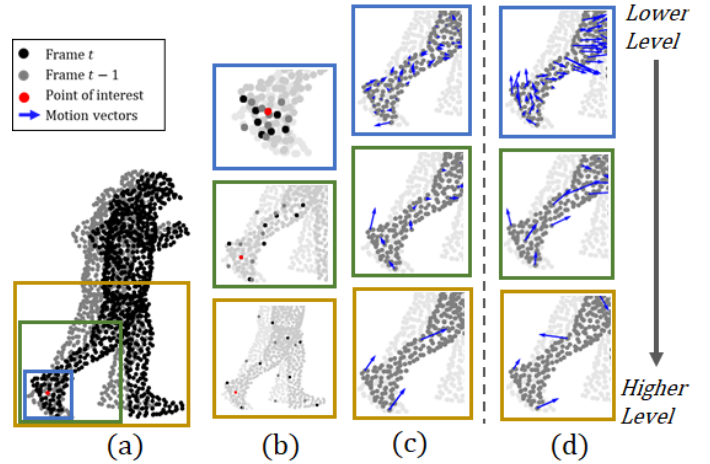 Frame t
Frame t − 1
Point of interest
Motion vectors
Lower
Level
Higher
Level
(a)
(b)
(c)
(d)